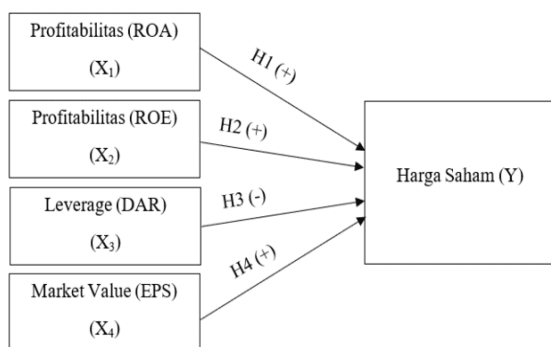 Profitabilitas (ROA)
(X₁)
H1 (+)
Profitabilitas (ROE)
(X₂)
H2 (+)
Leverage (DAR)
(X₃)
H3 (-)
Market Value (EPS)
(X₄)
H4 (+)
Harga Saham (Y)